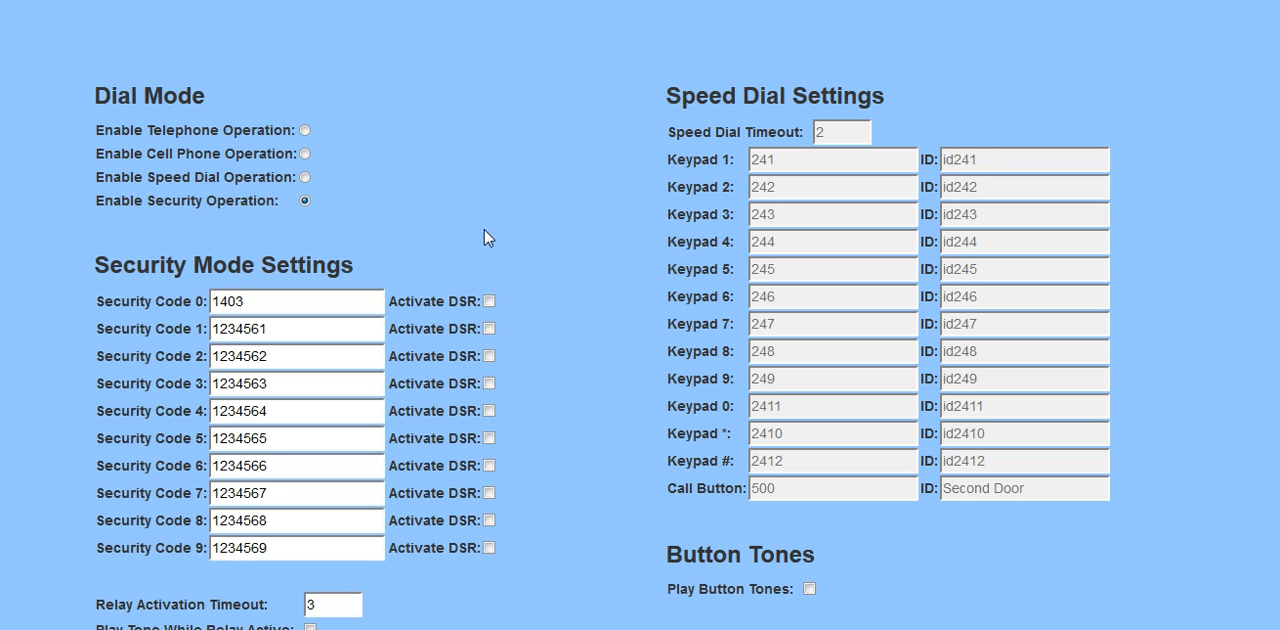 Dial Mode
Enable Telephone Operation:
Enable Cell Phone Operation:
Enable Speed Dial Operation:
Enable Security Operation:
Security Mode Settings
Security Code 0: 1403 Activate DSR:
Security Code 1: 1234561 Activate DSR:
Security Code 2: 1234562 Activate DSR:
Security Code 3: 1234563 Activate DSR:
Security Code 4: 1234564 Activate DSR:
Security Code 5: 1234565 Activate DSR:
Security Code 6: 1234566 Activate DSR:
Security Code 7: 1234567 Activate DSR:
Security Code 8: 1234568 Activate DSR:
Security Code 9: 1234569 Activate DSR:
Relay Activation Timeout: 3
Play Tone While Relay Active:
Speed Dial Settings
Speed Dial Timeout: 2
Keypad 1: 241 ID: id241
Keypad 2: 242 ID: id242
Keypad 3: 243 ID: id243
Keypad 4: 244 ID: id244
Keypad 5: 245 ID: id245
Keypad 6: 246 ID: id246
Keypad 7: 247 ID: id247
Keypad 8: 248 ID: id248
Keypad 9: 249 ID: id249
Keypad 0: 2411 ID: id2411
Keypad *: 2410 ID: id2410
Keypad #: 2412 ID: id2412
Call Button: 500 ID: Second Door
Button Tones
Play Button Tones: